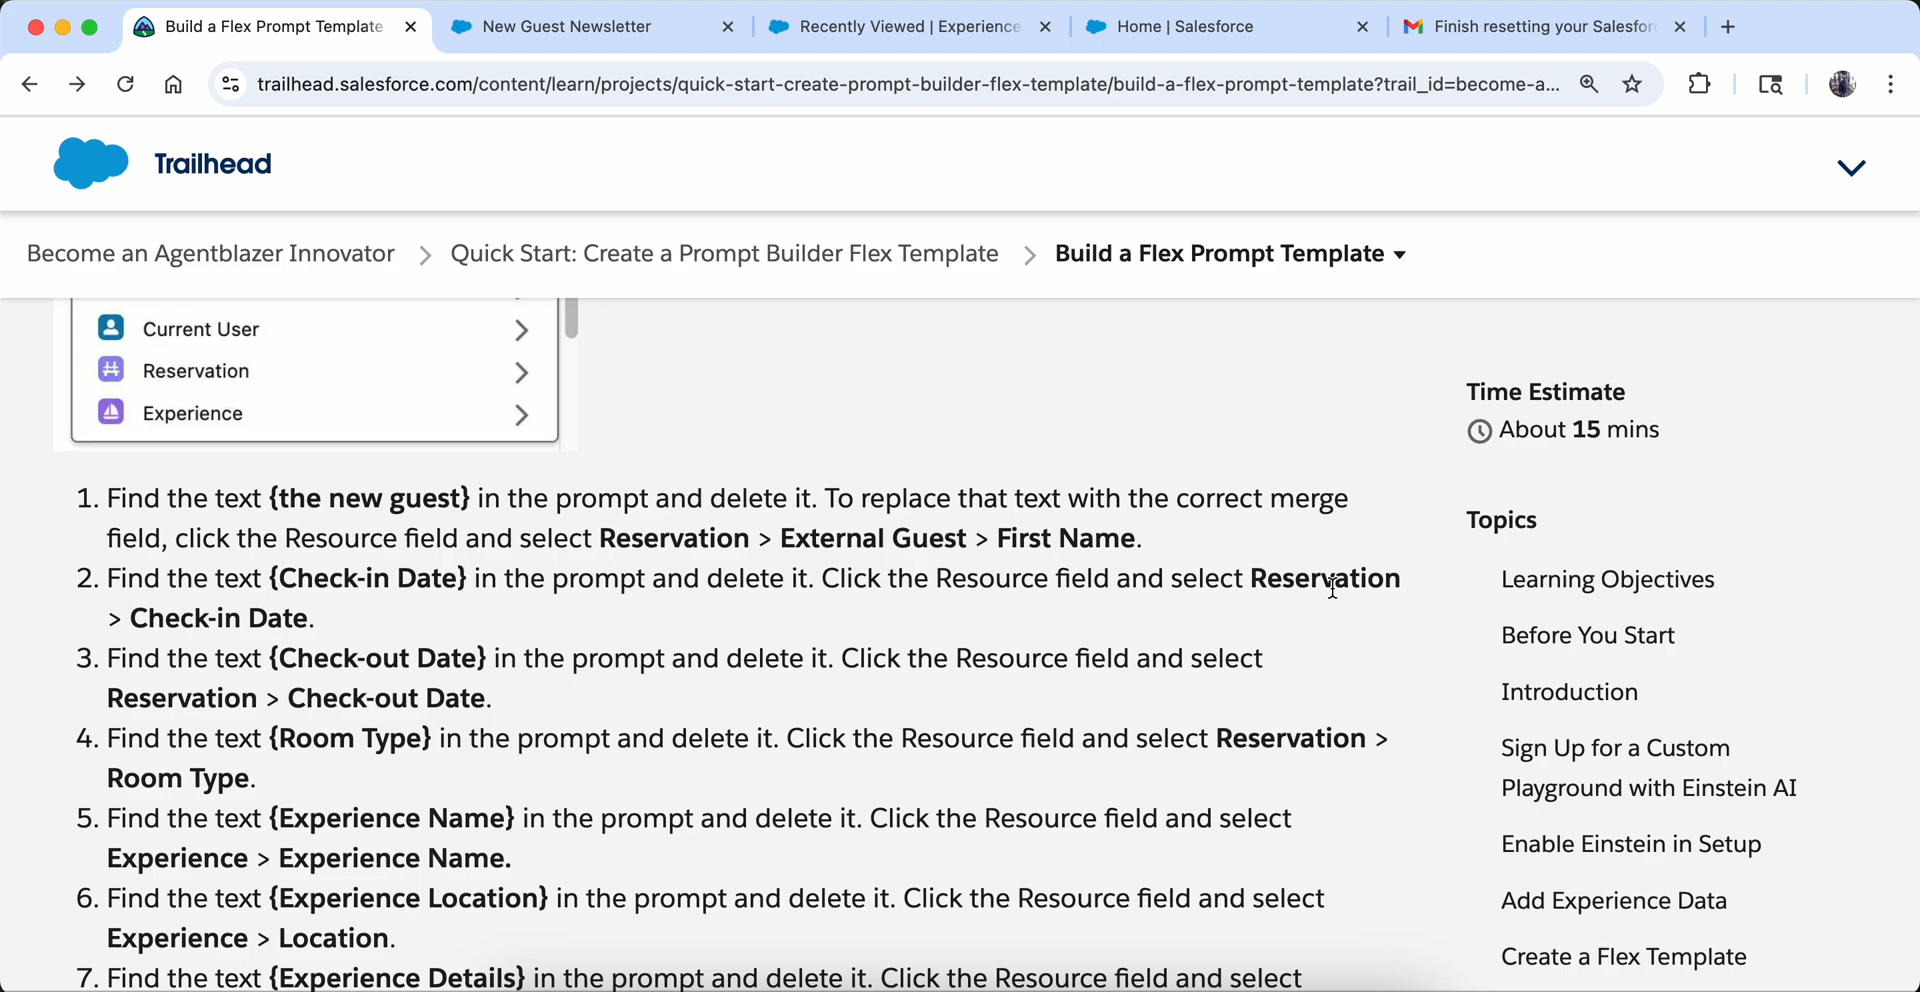 Build a Flex Prompt Template
New Guest Newsletter
Recently Viewed | Experience
Home | Salesforce
Finish resetting your Salesfor
trailhead.salesforce.com/content/learn/projects/quick-start-create-prompt-builder-flex-template/build-a-flex-prompt-template?trail_id=become-a...
Trailhead
Become an Agentblazer Innovator
Quick Start: Create a Prompt Builder Flex Template
Build a Flex Prompt Template
Current User
Reservation
Experience
1. Find the text {the new guest} in the prompt and delete it. To replace that text with the correct merge
field, click the Resource field and select Reservation > External Guest > First Name.
2. Find the text {Check-in Date} in the prompt and delete it. Click the Resource field and select Reservation
> Check-in Date.
3. Find the text {Check-out Date} in the prompt and delete it. Click the Resource field and select
Reservation > Check-out Date.
4. Find the text {Room Type} in the prompt and delete it. Click the Resource field and select Reservation >
Room Type.
5. Find the text {Experience Name} in the prompt and delete it. Click the Resource field and select
Experience > Experience Name.
6. Find the text {Experience Location} in the prompt and delete it. Click the Resource field and select
Experience > Location.
7. Find the text {Experience Details} in the prompt and delete it. Click the Resource field and select
Time Estimate
About 15 mins
Topics
Learning Objectives
Before You Start
Introduction
Sign Up for a Custom
Playground with Einstein AI
Enable Einstein in Setup
Add Experience Data
Create a Flex Template